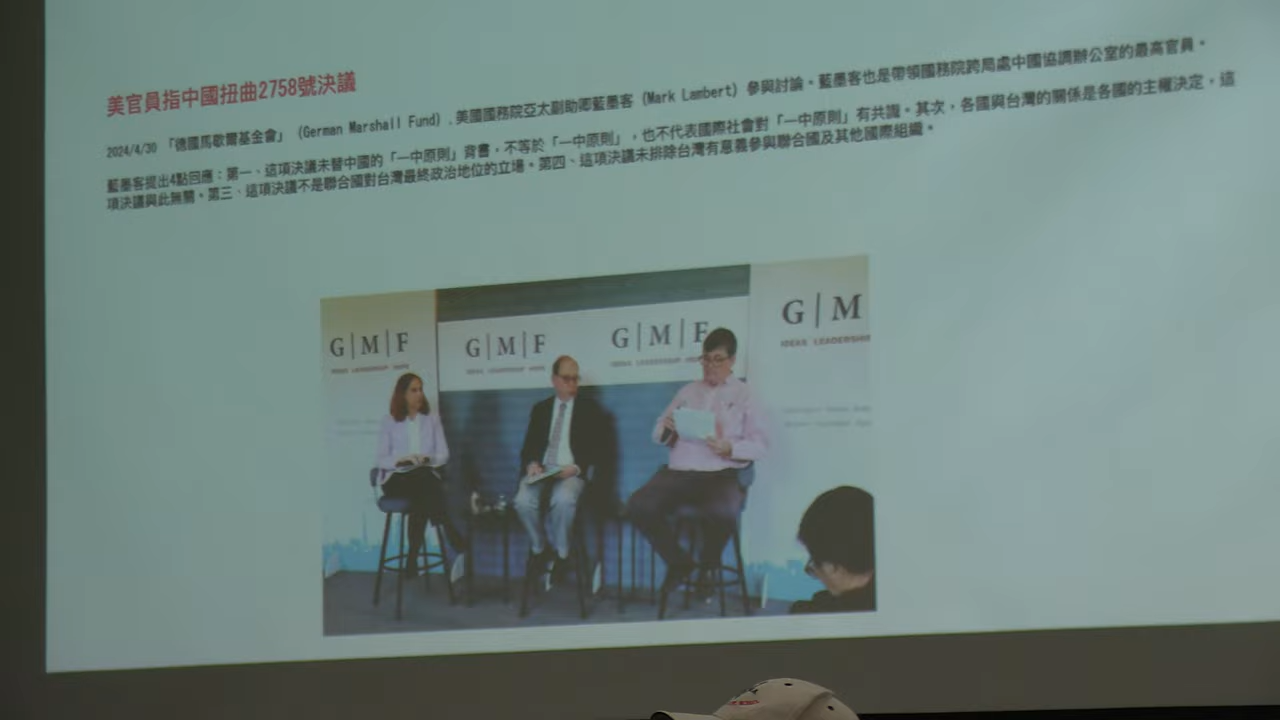 美官員指中國扭曲2758號決議
2024/4/30 「德國馬歇爾基金會」 (German Marshall Fund) ,美國國務院亞太副助卿藍墨客 (Mark Lambert) 參與討論。藍墨客也是帶領國務院跨局處中國協調辦公室的最高官員。
藍墨客提出4點回應:第一、這項決議未替中國的「一中原則」背書,不等於「一中原則」,也不代表國際社會對「一中原則」有共識。其次,各國與台灣的關係是各國的主權決定,這
項決議與此無關。第三、這項決議不是聯合國對台灣最終政治地位的立場。第四、這項決議未排除台灣有意義參與聯合國及其他國際組織。
G|M|F
IDEAS LEADERSHIP HOPE
G|M|F
IDEAS LEADERSHIP HOPE
G|M|F
IDEAS LEADERSHIP
G|M
IDEAS LEADERSHIP